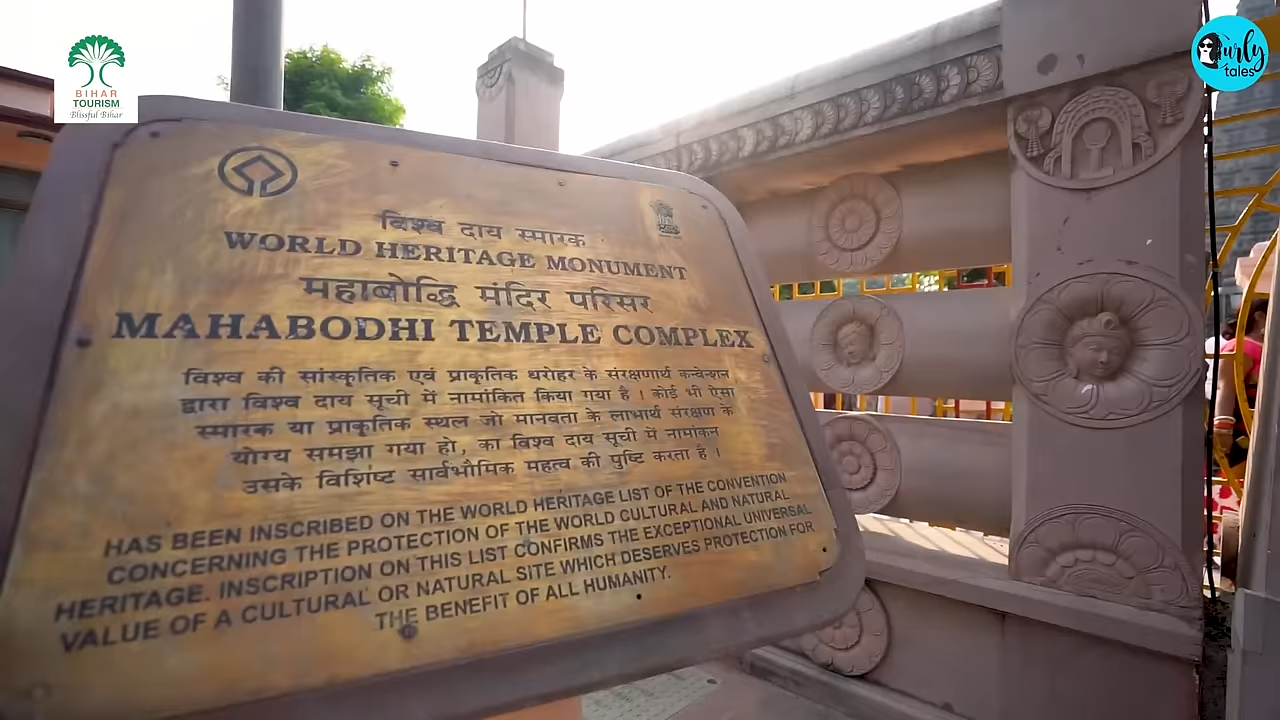 BIHAR
TOURISM
Blissful Bihar
Curly
tales
विश्व दाय स्मारक
WORLD HERITAGE MONUMENT
महाबोद्धि मंदिर परिसर
MAHABODHI TEMPLE COMPLEX
विश्व की सांस्कृतिक एवं प्राकृतिक धरोहर के संरक्षणार्थ कन्वेन्शन
द्वारा विश्व दाय सूची में नामांकित किया गया है । कोई भी ऐसा
स्मारक या प्राकृतिक स्थल जो मानवता के लाभार्थ संरक्षण के
योग्य समझा गया हो, का विश्व दाय सूची में नामांकन
उसके विशिष्ट सार्वभौमिक महत्व की पुष्टि करता है ।
HAS BEEN INSCRIBED ON THE WORLD HERITAGE LIST OF THE CONVENTION
CONCERNING THE PROTECTION OF THE WORLD CULTURAL AND NATURAL
HERITAGE. INSCRIPTION ON THIS LIST CONFIRMS THE EXCEPTIONAL UNIVERSAL
VALUE OF A CULTURAL OR NATURAL SITE WHICH DESERVES PROTECTION FOR
THE BENEFIT OF ALL HUMANITY.